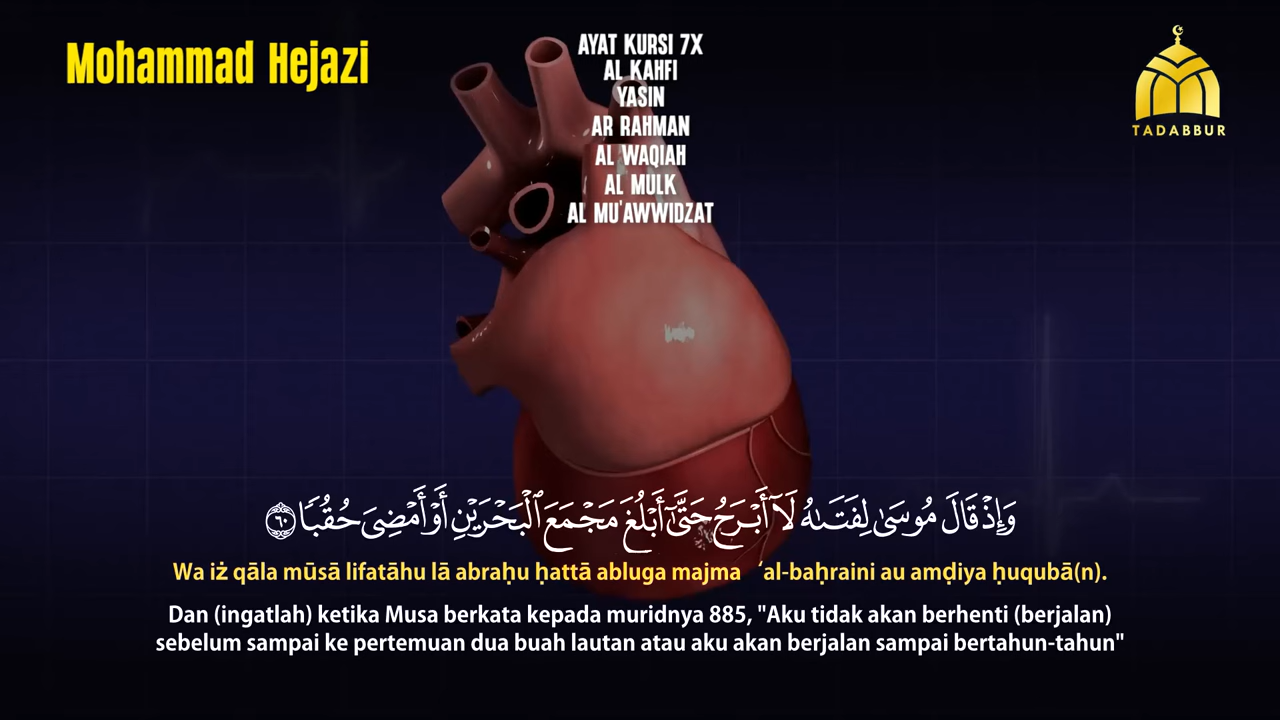 Mohammad Hejazi
AYAT KURSI 7X
AL KAHFI
YASIN
AR RAHMAN
AL WAQIAH
AL MULK
AL MU'AWWIDZAT
TADABBUR
وَإِذْ قَالَ مُوسَىٰ لِفَتَىٰهُ لَآ أَبْرَحُ حَتَّىٰٓ أَبْلُغَ مَجْمَعَ ٱلْبَحْرَيْنِ أَوْ أَمْضِىَ حُقُبًا ٦٠
Wa iż qāla mūsā lifatāhu lā abraḥu ḥattā abluga majma ‘al-baḥraini au amḍiya ḥuqubā(n).
Dan (ingatlah) ketika Musa berkata kepada muridnya 885, "Aku tidak akan berhenti (berjalan)
sebelum sampai ke pertemuan dua buah lautan atau aku akan berjalan sampai bertahun-tahun"